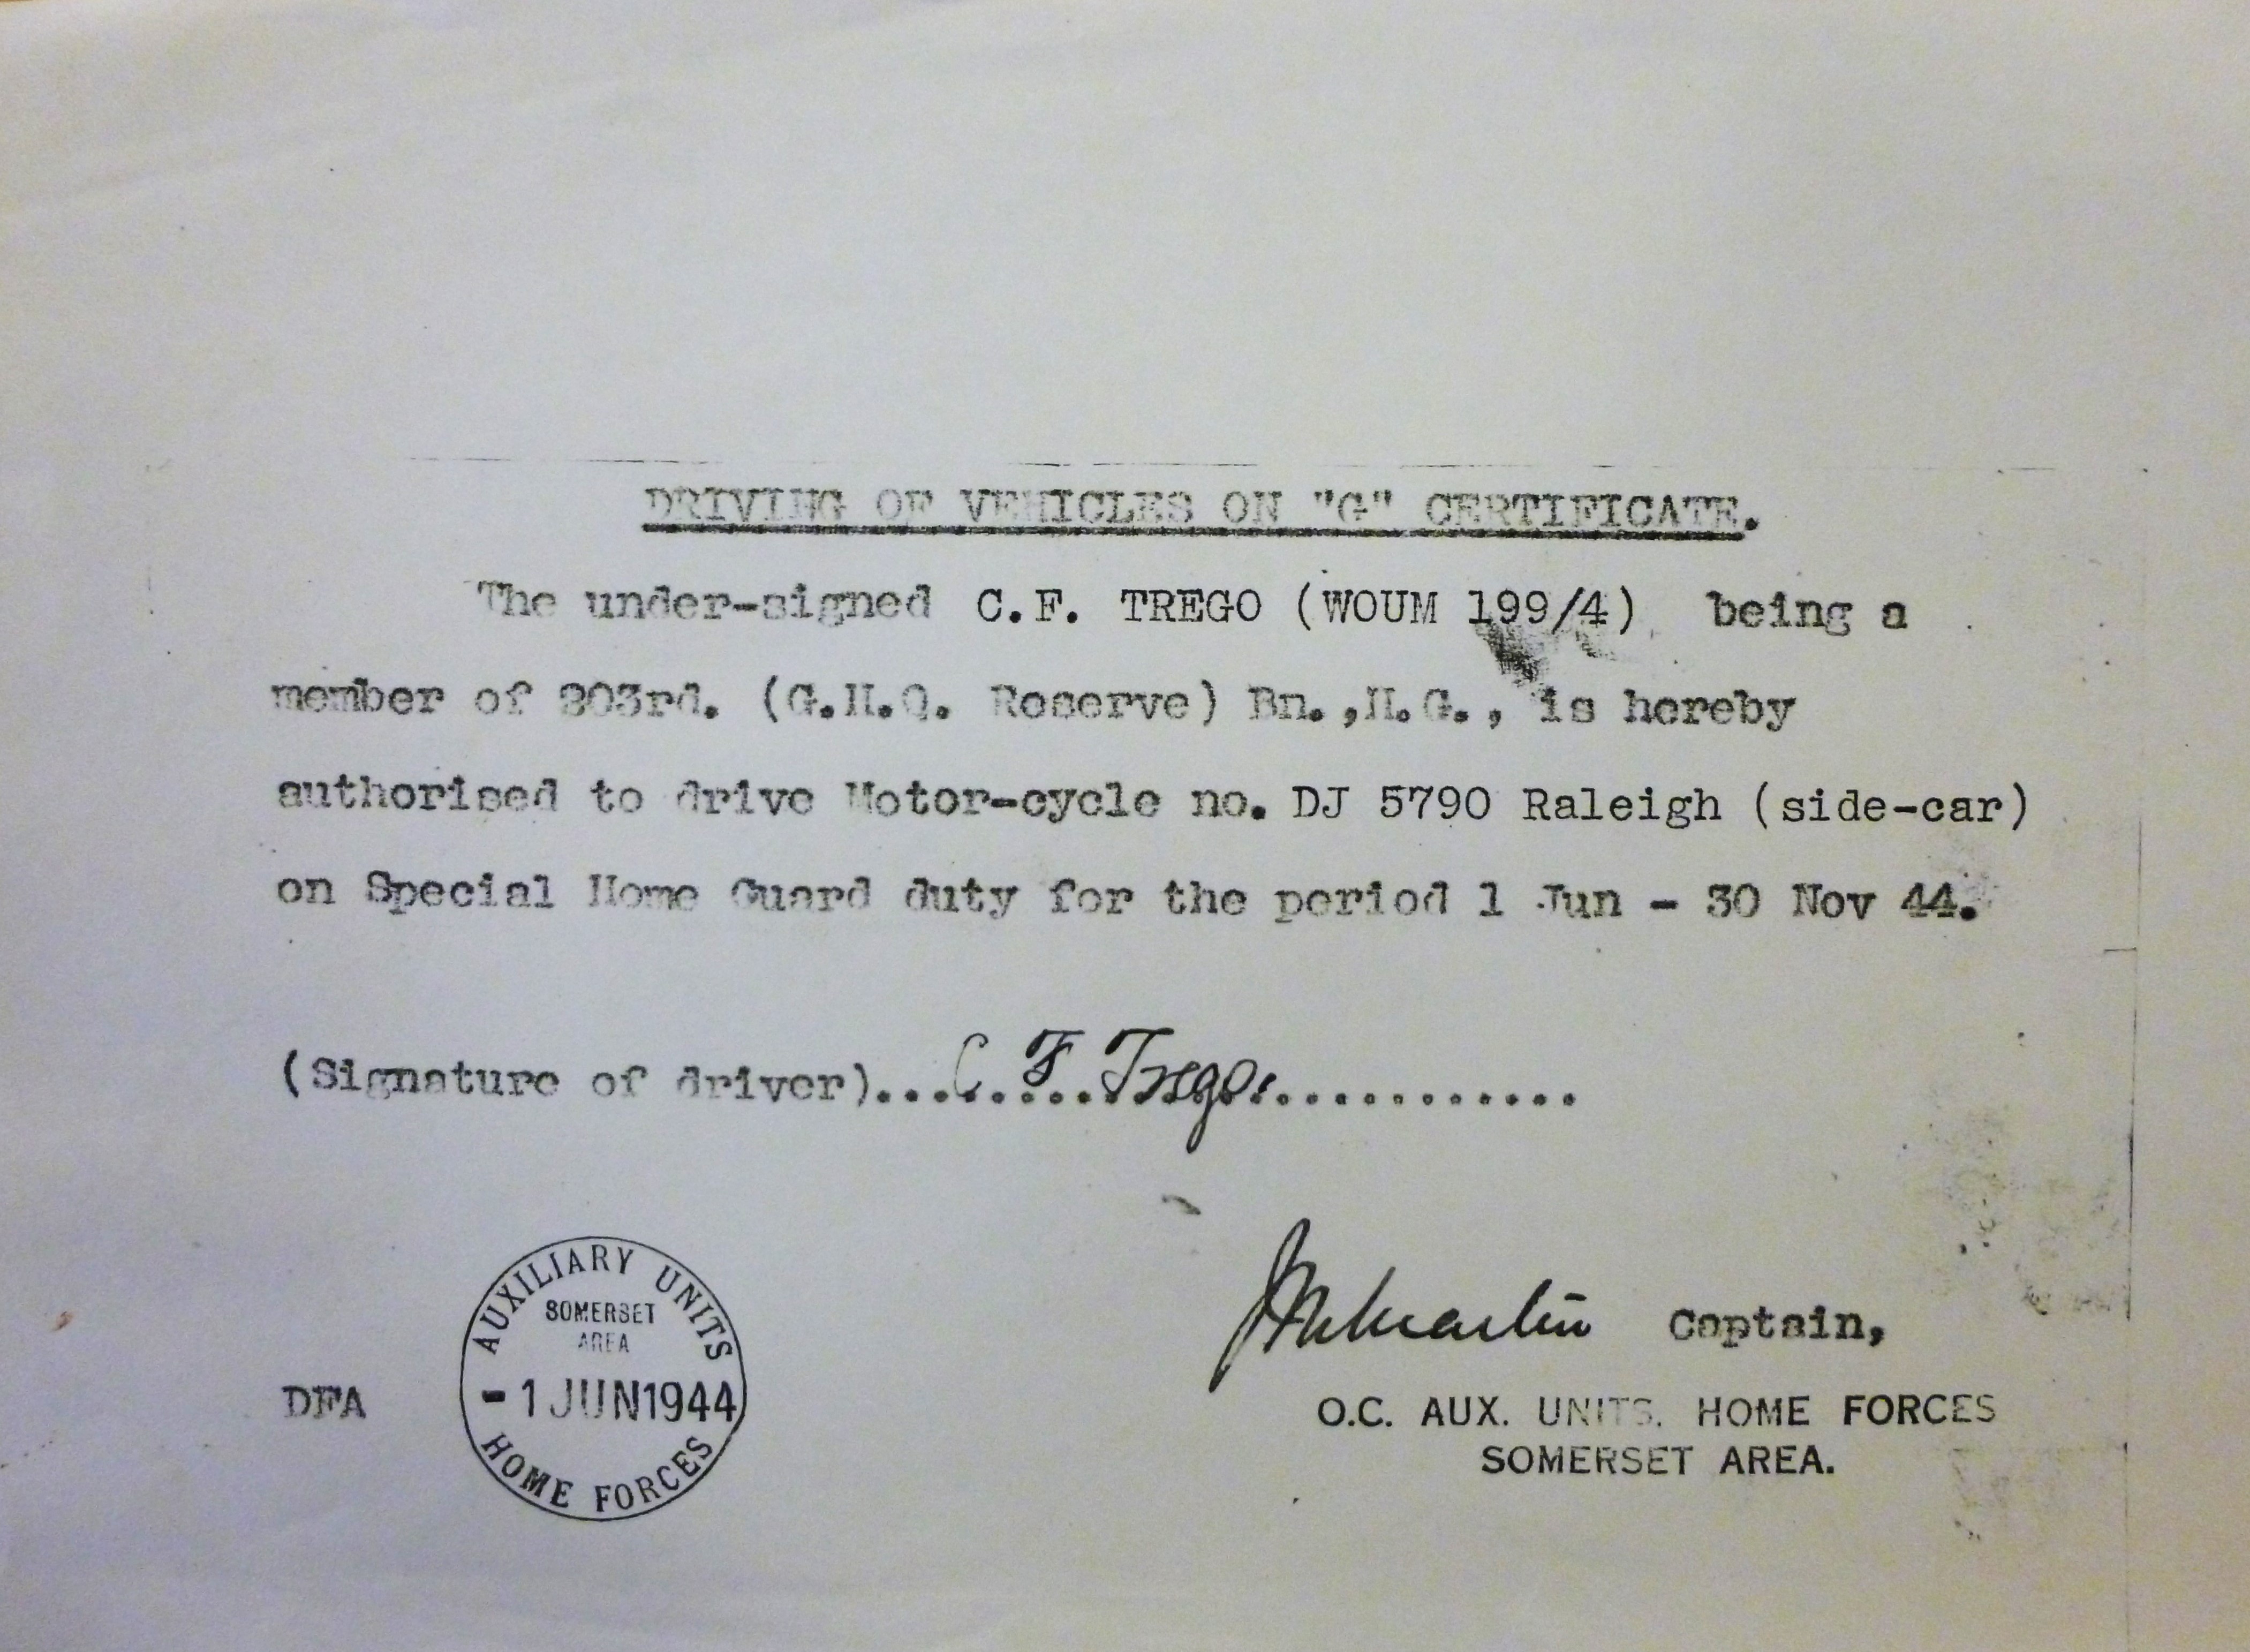 DRIVING OF VEHICLES ON "G" CERTIFICATE.
The under-signed C.F. TREGO (WOUM 199/4) being a
member of 203rd. (G.H.Q. Reserve) Bn.,H.G., is hereby
authorised to drive Motor-cycle no. DJ 5790 Raleigh (side-car)
on Special Home Guard duty for the period 1 Jun - 30 Nov 44.
(Signature of driver)...C. F. Trego............
Captain,
O.C. AUX. UNITS. HOME FORCES
SOMERSET AREA.
DFA
AUXILIARY UNITS
SOMERSET
AREA
- 1 JUN 1944
HOME FORCES